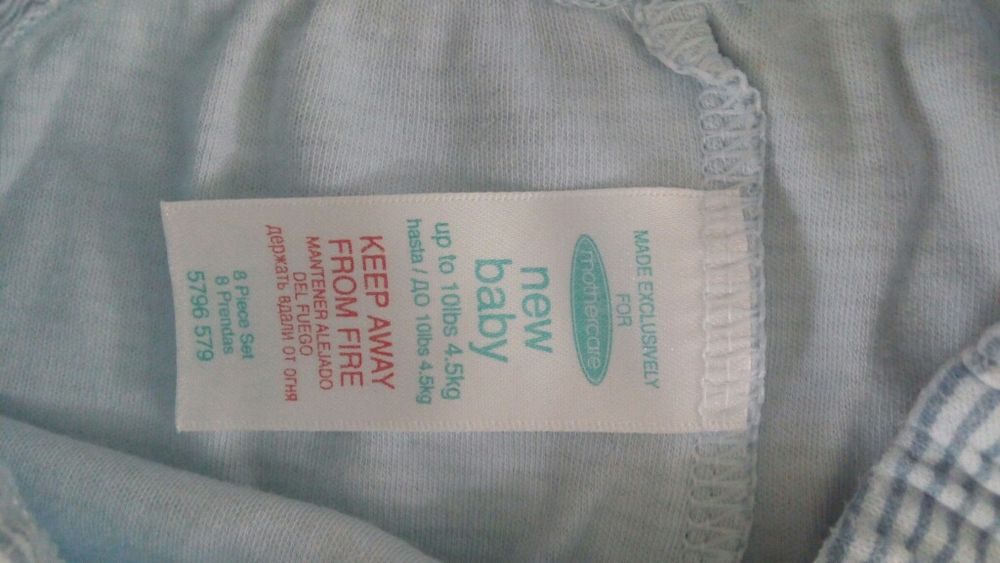 MADE EXCLUSIVELY
FOR
mothercare
new
baby
up to 10lbs 4.5kg
hasta / ДО 10lbs 4.5kg
KEEP AWAY
FROM FIRE
MANTENER ALEJADO
DEL FUEGO
держать вдали от огня
8 Piece Set
8 Prendas
5796 579